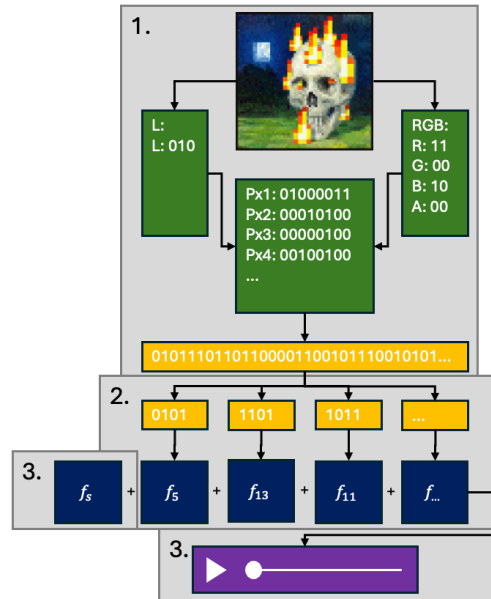 1.
L:
L: 010
RGB:
R: 11
G: 00
B: 10
A: 00
Px1: 01000011
Px2: 00010100
Px3: 00000100
Px4: 00100100
...
0101110110110000110010111001010 1...
2.
0101 1101 1011 ...
3.
fₛ + f₅ + f₁₃ + f₁₁ + f...
3.